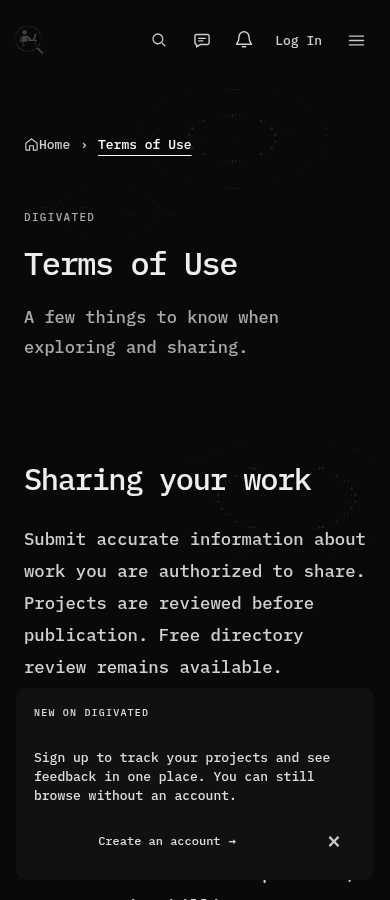 Log In
Home › Terms of Use
DIGIVATED
Terms of Use
A few things to know when
exploring and sharing.
Sharing your work
Submit accurate information about
work you are authorized to share.
Projects are reviewed before
publication. Free directory
review remains available.
NEW ON DIGIVATED
Sign up to track your projects and see
feedback in one place. You can still
browse without an account.
Create an account →